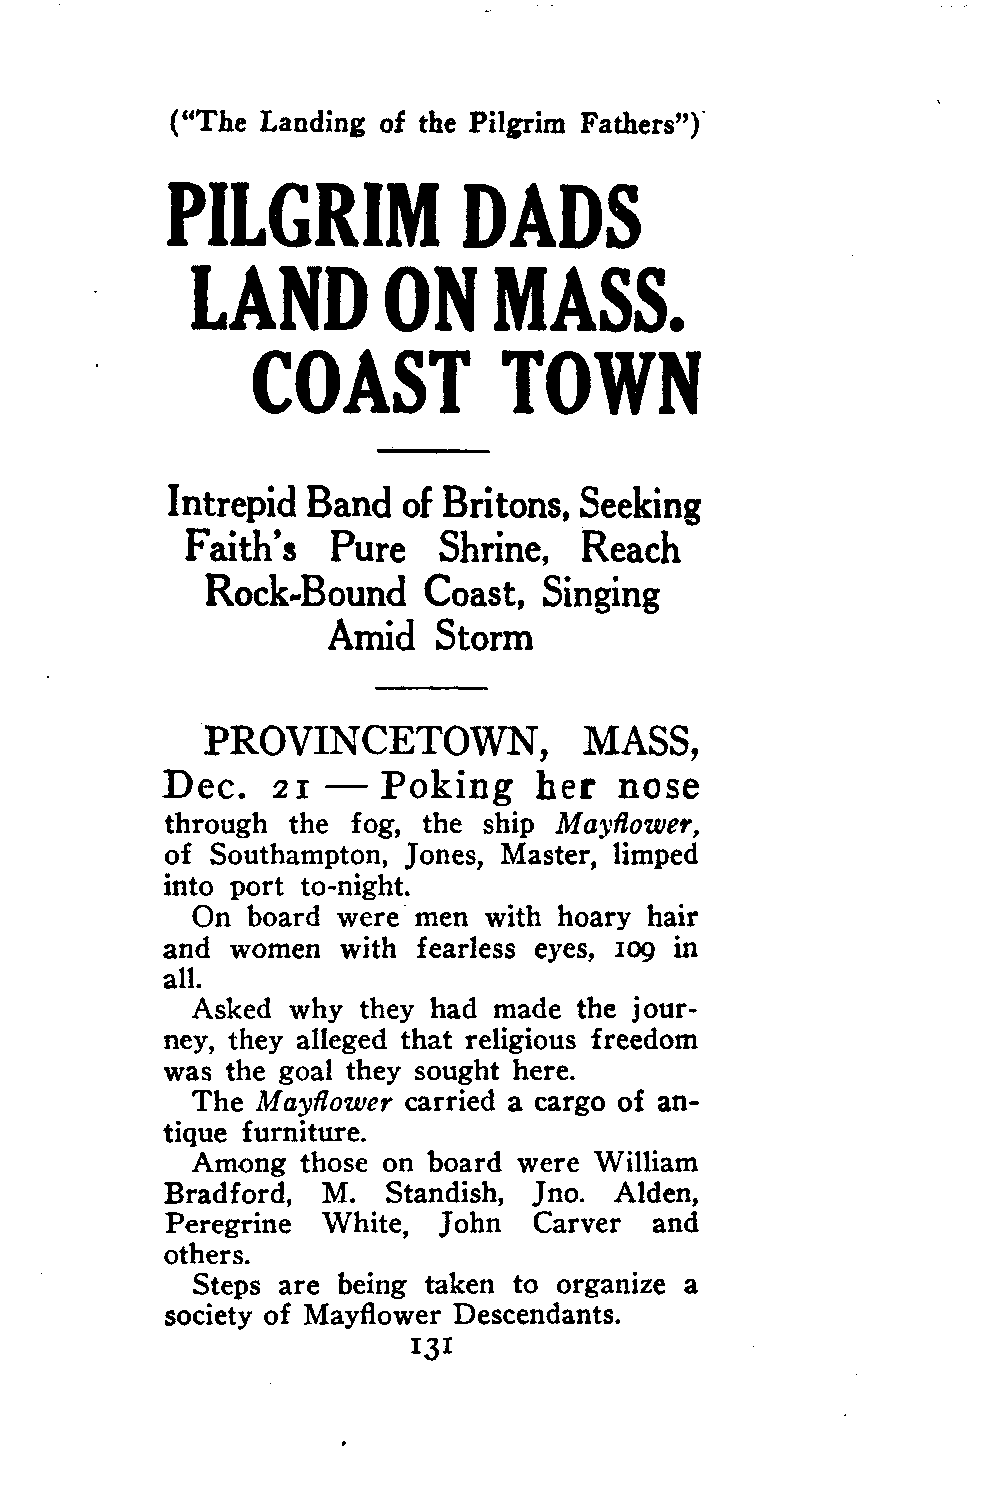 ("The Landing of the Pilgrim Fathers")
PILGRIM DADS
LAND ON MASS.
COAST TOWN
Intrepid Band of Britons, Seeking
Faith's Pure Shrine, Reach
Rock-Bound Coast, Singing
Amid Storm
PROVINCETOWN, MASS,
Dec. 21 — Poking her nose
through the fog, the ship Mayflower,
of Southampton, Jones, Master, limped
into port to-night.
On board were men with hoary hair
and women with fearless eyes, 109 in
all.
Asked why they had made the jour-
ney, they alleged that religious freedom
was the goal they sought here.
The Mayflower carried a cargo of an-
tique furniture.
Among those on board were William
Bradford, M. Standish, Jno. Alden,
Peregrine White, John Carver and
others.
Steps are being taken to organize a
society of Mayflower Descendants.
131